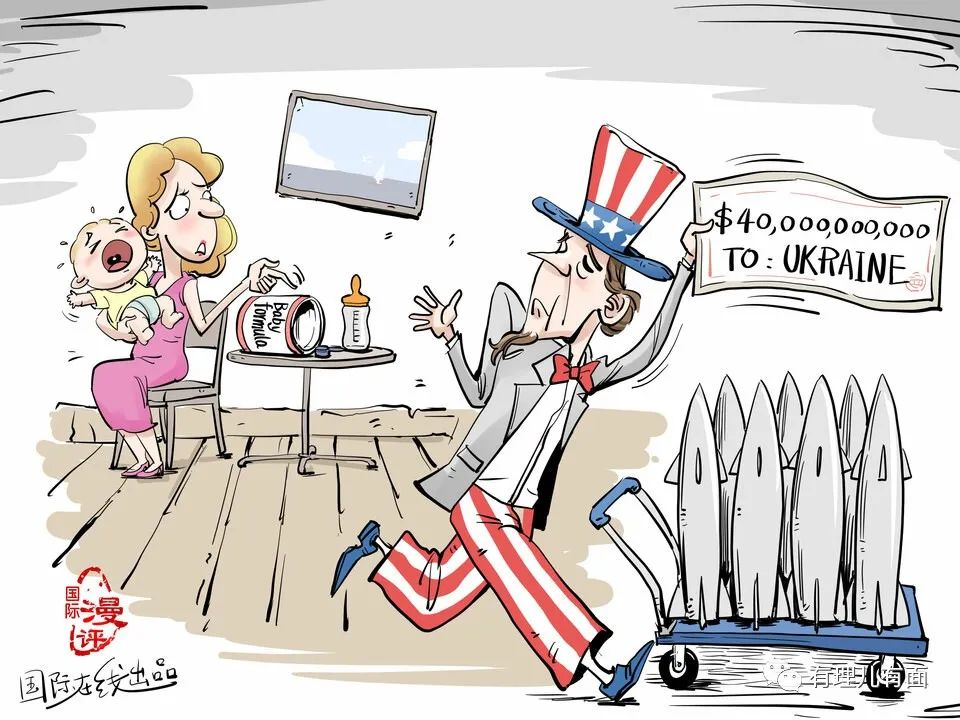 $40,000,000,000
TO: UKRAINE
Baby
formula
国际
漫评
国际在线出品
有理儿有面